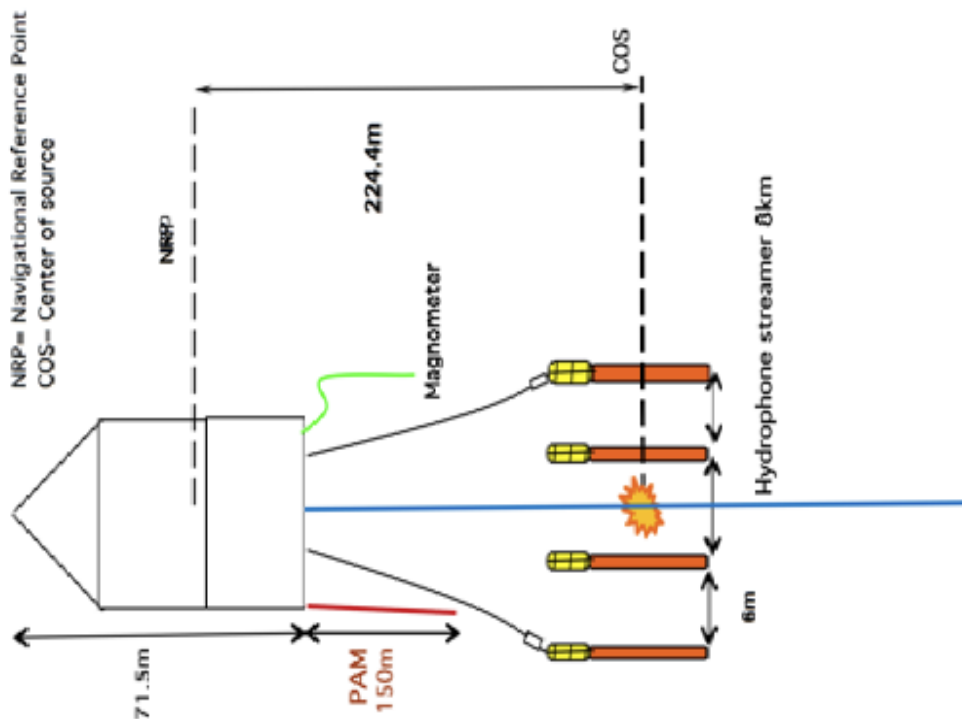 NRP= Navigational Reference Point
COS- Center of source
NRP
COS
224.4m
Magnometer
Hydrophone streamer 8km
71.5m
PAM
150m
6m